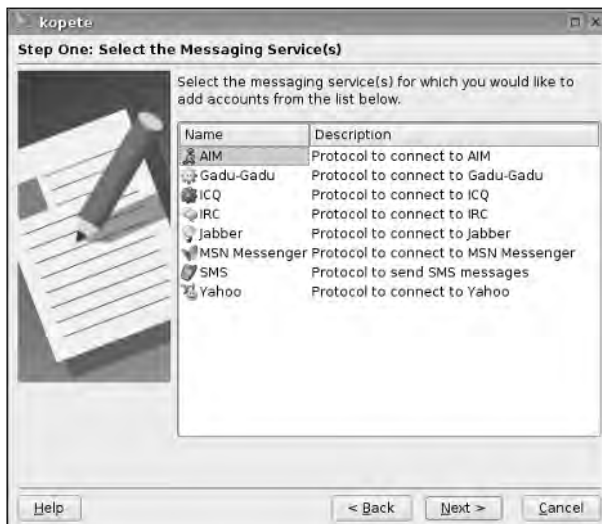 kopete
Step One: Select the Messaging Service(s)
Select the messaging service(s) for which you would like to
add accounts from the list below.
Name Description
AIM Protocol to connect to AIM
Gadu-Gadu Protocol to connect to Gadu-Gadu
ICQ Protocol to connect to ICQ
IRC Protocol to connect to IRC
Jabber Protocol to connect to Jabber
MSN Messenger Protocol to connect to MSN Messenger
SMS Protocol to send SMS messages
Yahoo Protocol to connect to Yahoo
Help < Back Next > Cancel